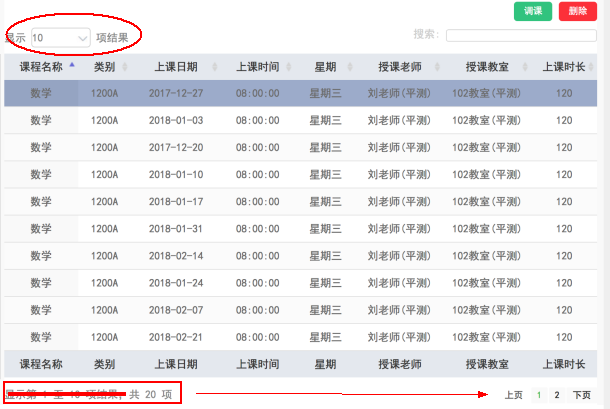 调课 删除
显示 10 项结果 搜索:
课程名称 类别 上课日期 上课时间 星期 授课老师 授课教室 上课时长
数学 1200A 2017-12-27 08:00:00 星期三 刘老师(平测) 102教室(平测) 120
数学 1200A 2018-01-03 08:00:00 星期三 刘老师(平测) 102教室(平测) 120
数学 1200A 2017-12-20 08:00:00 星期三 刘老师(平测) 102教室(平测) 120
数学 1200A 2018-01-10 08:00:00 星期三 刘老师(平测) 102教室(平测) 120
数学 1200A 2018-01-17 08:00:00 星期三 刘老师(平测) 102教室(平测) 120
数学 1200A 2018-01-31 08:00:00 星期三 刘老师(平测) 102教室(平测) 120
数学 1200A 2018-02-14 08:00:00 星期三 刘老师(平测) 102教室(平测) 120
数学 1200A 2018-01-24 08:00:00 星期三 刘老师(平测) 102教室(平测) 120
数学 1200A 2018-02-07 08:00:00 星期三 刘老师(平测) 102教室(平测) 120
数学 1200A 2018-02-21 08:00:00 星期三 刘老师(平测) 102教室(平测) 120
课程名称 类别 上课日期 上课时间 星期 授课老师 授课教室 上课时长
显示第 1 至 10 项结果，共 20 项 上页 1 2 下页